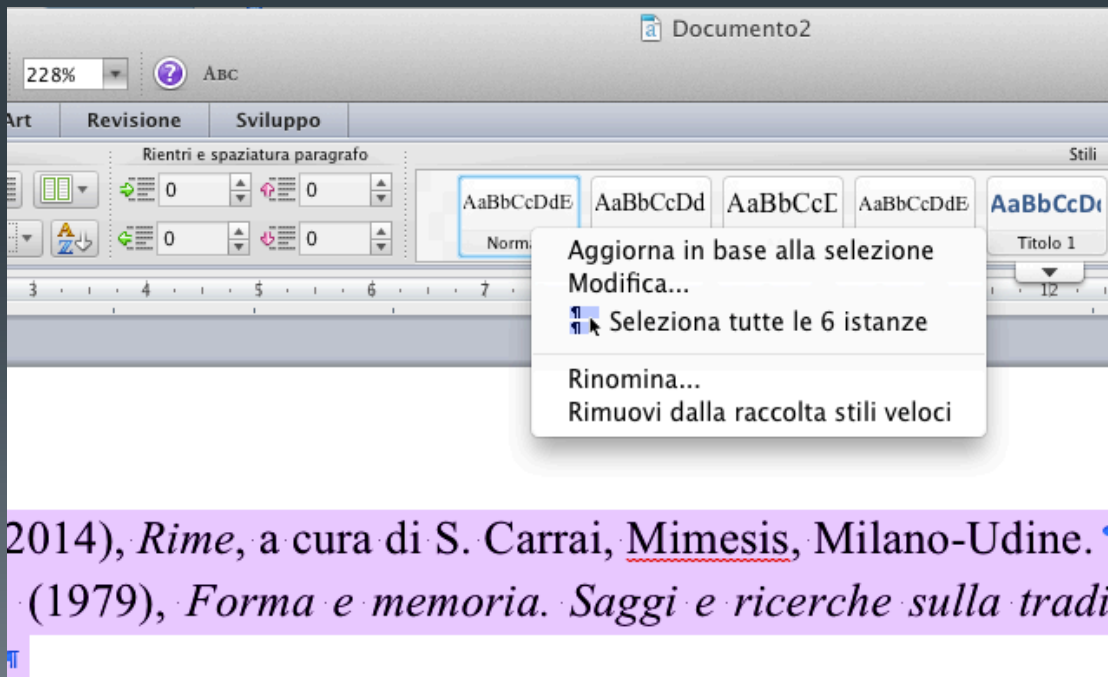 Documento2
228% ABC
Art Revisione Sviluppo
Rientri e spaziatura paragrafo Stili
0 0 AaBbCcDdE AaBbCcDd AaBbCcD AaBbCcDdE AaBbCcD
0 0 Titolo 1
3 4 5 6 7 12
Aggiorna in base alla selezione
Modifica...
Seleziona tutte le 6 istanze
Rinomina...
Rimuovi dalla raccolta stili veloci
2014), Rime, a cura di S. Carrai, Mimesis, Milano-Udine.
(1979), Forma e memoria. Saggi e ricerche sulla tradi
¶